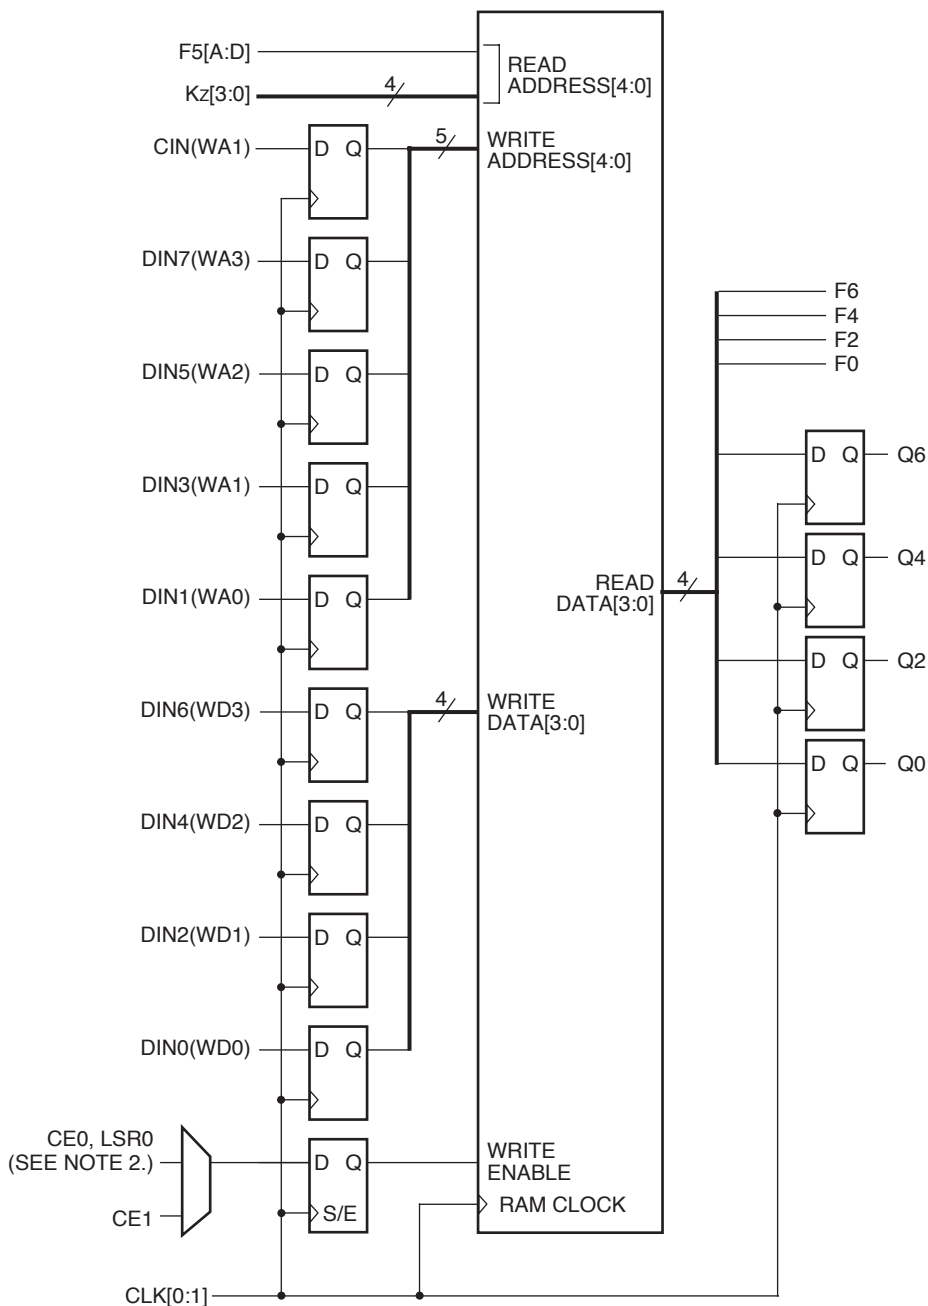 F5[A:D]
Kz[3:0]
4
READ
ADDRESS[4:0]
CIN(WA1)
D Q
5
WRITE
ADDRESS[4:0]
DIN7(WA3)
D Q
DIN5(WA2)
D Q
DIN3(WA1)
D Q
DIN1(WA0)
D Q
DIN6(WD3)
D Q
4
WRITE
DATA[3:0]
DIN4(WD2)
D Q
DIN2(WD1)
D Q
DIN0(WD0)
D Q
CE0, LSR0
(SEE NOTE 2.)
CE1
D Q
S/E
WRITE
ENABLE
RAM CLOCK
CLK[0:1]
READ
DATA[3:0]
4
F6
F4
F2
F0
D Q
Q6
D Q
Q4
D Q
Q2
D Q
Q0